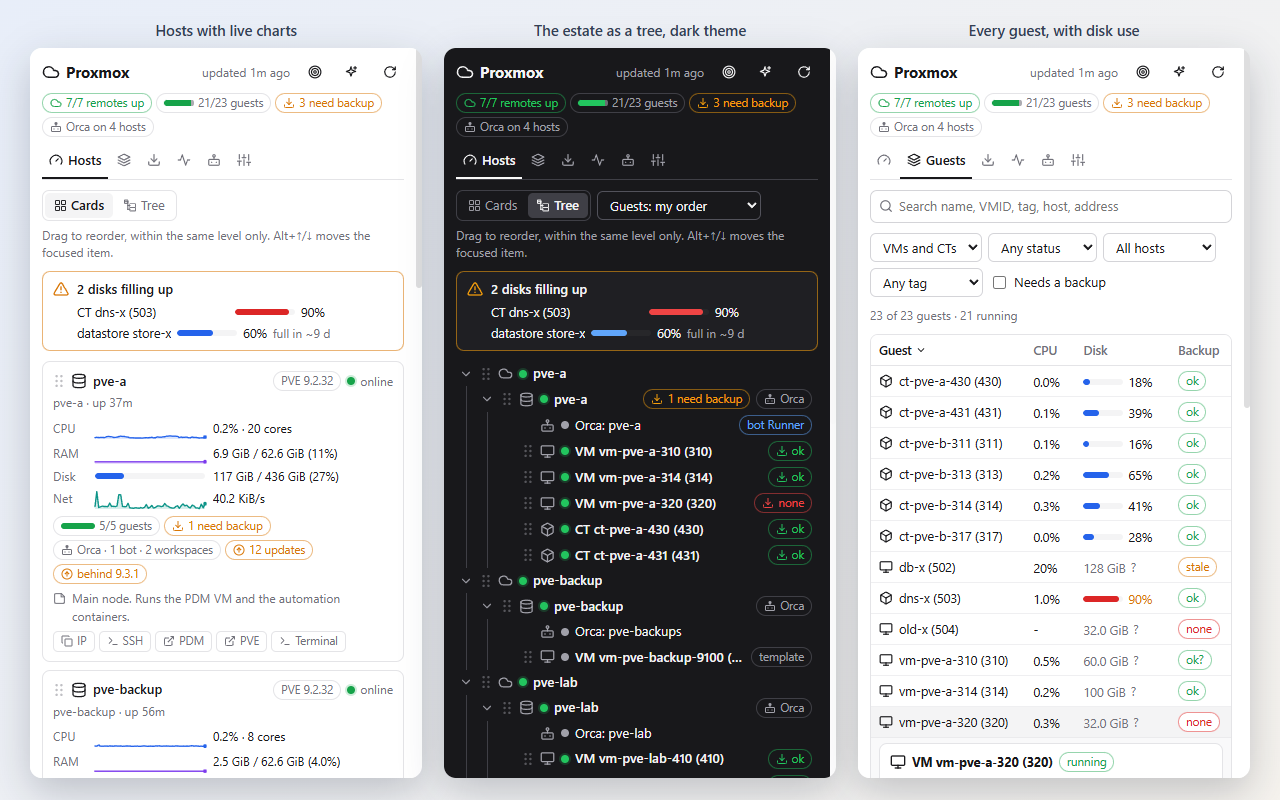 Hosts with live charts
Proxmox
updated 1m ago
7/7 remotes up
21/23 guests
3 need backup
Orca on 4 hosts
Hosts
Cards
Tree
Drag to reorder, within the same level only. Alt+↑/↓ moves the
focused item.
2 disks filling up
CT dns-x (503) 90%
datastore store-x 60% full in ~9 d
pve-a PVE 9.2.32 online
pve-a · up 37m
CPU 0.2% · 20 cores
RAM 6.9 GiB / 62.6 GiB (11%)
Disk 117 GiB / 436 GiB (27%)
Net 40.2 KiB/s
5/5 guests 1 need backup
Orca · 1 bot · 2 workspaces 12 updates
behind 9.3.1
Main node. Runs the PDM VM and the automation
containers.
IP SSH PDM PVE Terminal
pve-backup PVE 9.2.32 online
pve-backup · up 56m
CPU 0.2% · 8 cores
RAM 2.5 GiB / 62.6 GiB (4.0%)
The estate as a tree, dark theme
Proxmox
updated 1m ago
7/7 remotes up
21/23 guests
3 need backup
Orca on 4 hosts
Hosts
Cards
Tree
Guests: my order
Drag to reorder, within the same level only. Alt+↑/↓ moves the
focused item.
2 disks filling up
CT dns-x (503) 90%
datastore store-x 60% full in ~9 d
pve-a
pve-a 1 need backup Orca
Orca: pve-a bot Runner
VM vm-pve-a-310 (310) ok
VM vm-pve-a-314 (314) ok
VM vm-pve-a-320 (320) none
CT ct-pve-a-430 (430) ok
CT ct-pve-a-431 (431) ok
pve-backup
pve-backup Orca
Orca: pve-backups
VM vm-pve-backup-9100 (... template
pve-lab
pve-lab Orca
Orca: pve-lab
VM vm-pve-lab-410 (410) ok
Every guest, with disk use
Proxmox
updated 1m ago
7/7 remotes up
21/23 guests
3 need backup
Orca on 4 hosts
Guests
Search name, VMID, tag, host, address
VMs and CTs Any status All hosts
Any tag Needs a backup
23 of 23 guests · 21 running
Guest CPU Disk Backup
ct-pve-a-430 (430) 0.0% 18% ok
ct-pve-a-431 (431) 0.1% 39% ok
ct-pve-b-311 (311) 0.1% 16% ok
ct-pve-b-313 (313) 0.2% 65% ok
ct-pve-b-314 (314) 0.3% 41% ok
ct-pve-b-317 (317) 0.0% 28% ok
db-x (502) 20% 128 GiB ? stale
dns-x (503) 1.0% 90% ok
old-x (504) - 32.0 GiB ? none
vm-pve-a-310 (310) 0.5% 60.0 GiB ? ok?
vm-pve-a-314 (314) 0.2% 100 GiB ? ok
vm-pve-a-320 (320) 0.3% 32.0 GiB ? none
VM vm-pve-a-320 (320) running